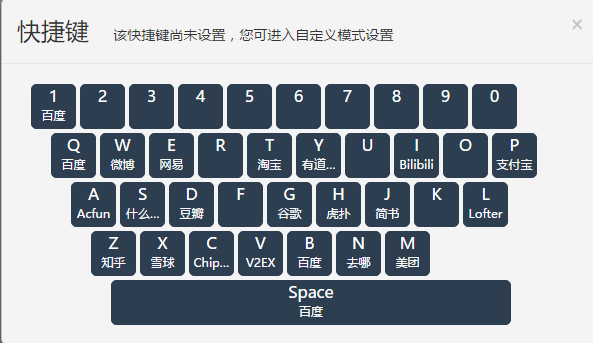 快捷键 该快捷键尚未设置，您可进入自定义模式设置 ×
1 2 3 4 5 6 7 8 9 0
百度
Q W E R T Y U I O P
百度 微博 网易 淘宝 有道... Bilibili 支付宝
A S D F G H J K L
Acfun 什么... 豆瓣 谷歌 虎扑 简书 Lofter
Z X C V B N M
知乎 雪球 Chip... V2EX 百度 去哪 美团
Space
百度